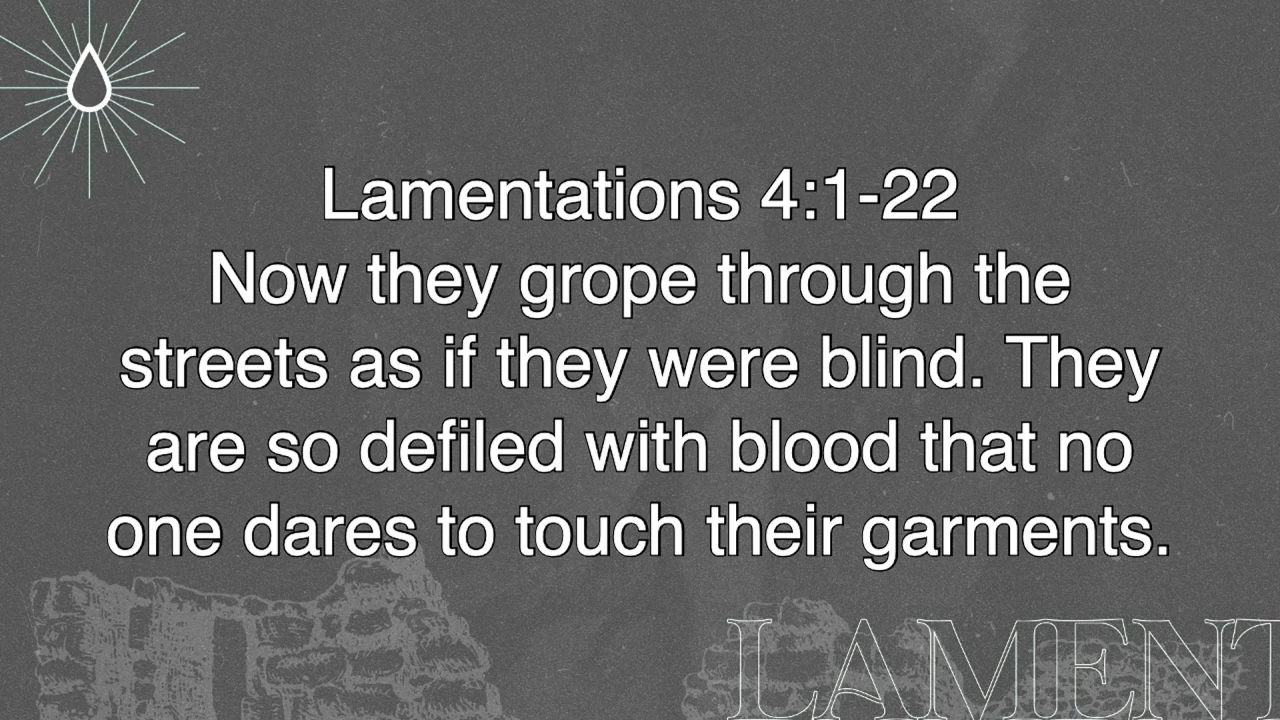 Lamentations 4:1-22
Now they grope through the
streets as if they were blind. They
are so defiled with blood that no
one dares to touch their garments.
LAMENT